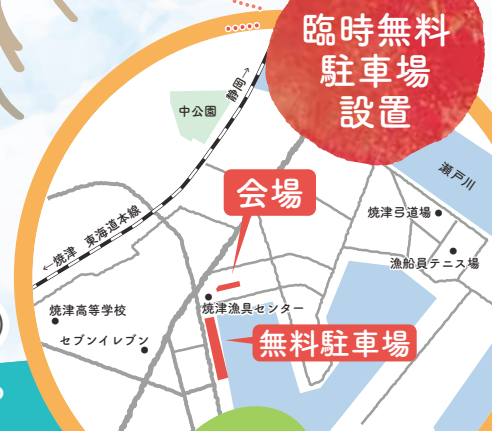 臨時無料
駐車場
設置
静岡→
中公園
瀬戸川
会場
焼津弓道場
←焼津 東海道本線
漁船員テニス場
焼津高等学校
焼津漁具センター
セブンイレブン
無料駐車場